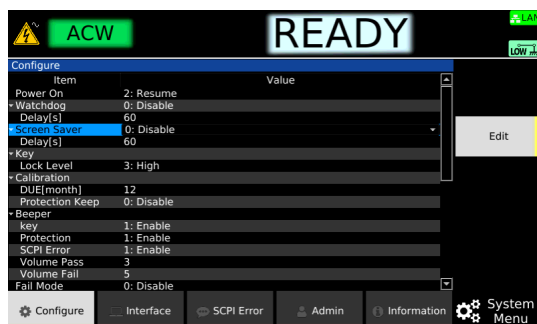 ACW
READY
LAN
LOW
Configure
Item Value
Power On 2: Resume
Watchdog 0: Disable
Delay[s] 60
Screen Saver 0: Disable
Delay[s] 60
Key
Lock Level 3: High
Calibration
DUE[month] 12
Protection Keep 0: Disable
Beeper
key 1: Enable
Protection 1: Enable
SCPI Error 1: Enable
Volume Pass 3
Volume Fail 5
Fail Mode 0: Disable
Edit
Configure Interface SCPI Error Admin Information System
Menu